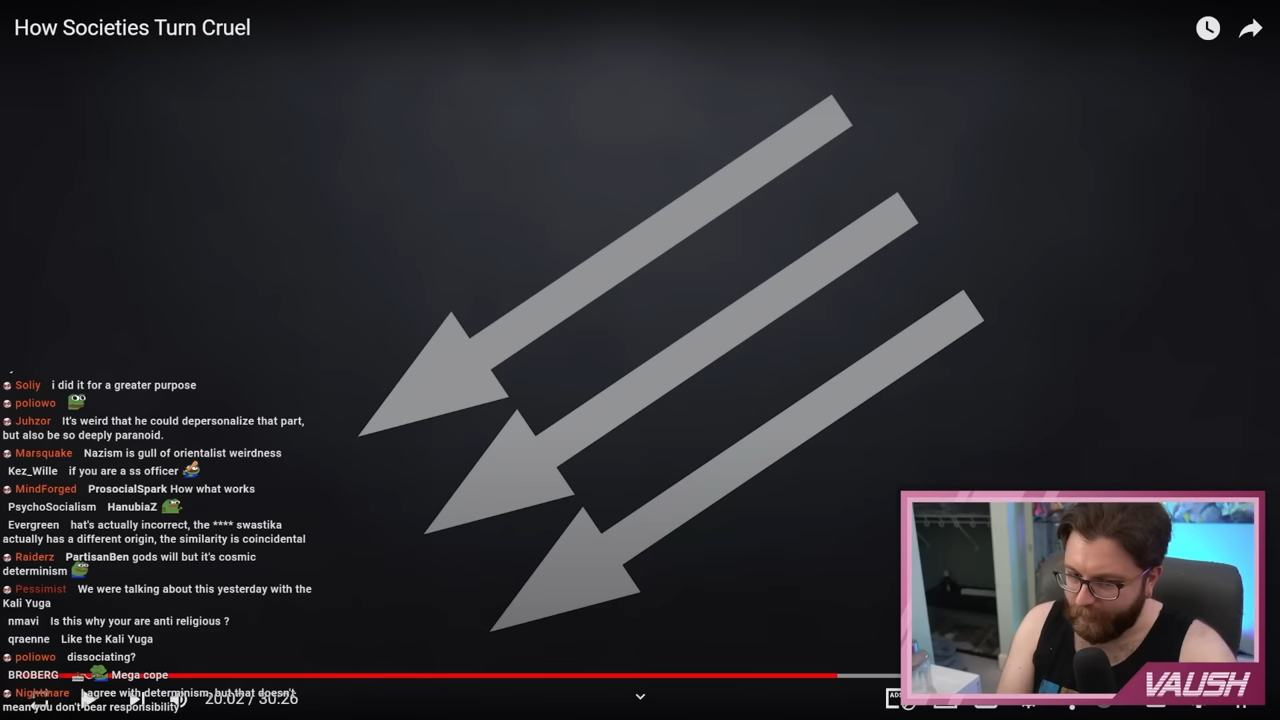 How Societies Turn Cruel
Soliy i did it for a greater purpose
poliowo
Juhzor It's weird that he could depersonalize that part,
but also be so deeply paranoid.
Marsquake Nazism is gull of orientalist weirdness
Kez_Wille if you are a ss officer
MindForged ProsocialSpark How what works
PsychoSocialism HanubiaZ
Evergreen hat's actually incorrect, the **** swastika
actually has a different origin, the similarity is coincidental
Raiderz PartisanBen gods will but it's cosmic
determinism
Pessimist We were talking about this yesterday with the
Kali Yuga
nmavi Is this why your are anti religious ?
qraenne Like the Kali Yuga
poliowo dissociating?
BROBERG Mega cope
Nightmare I agree with determinism, but that doesn't
mean you don't bear responsibility
20:02 / 30:26
VAUSH